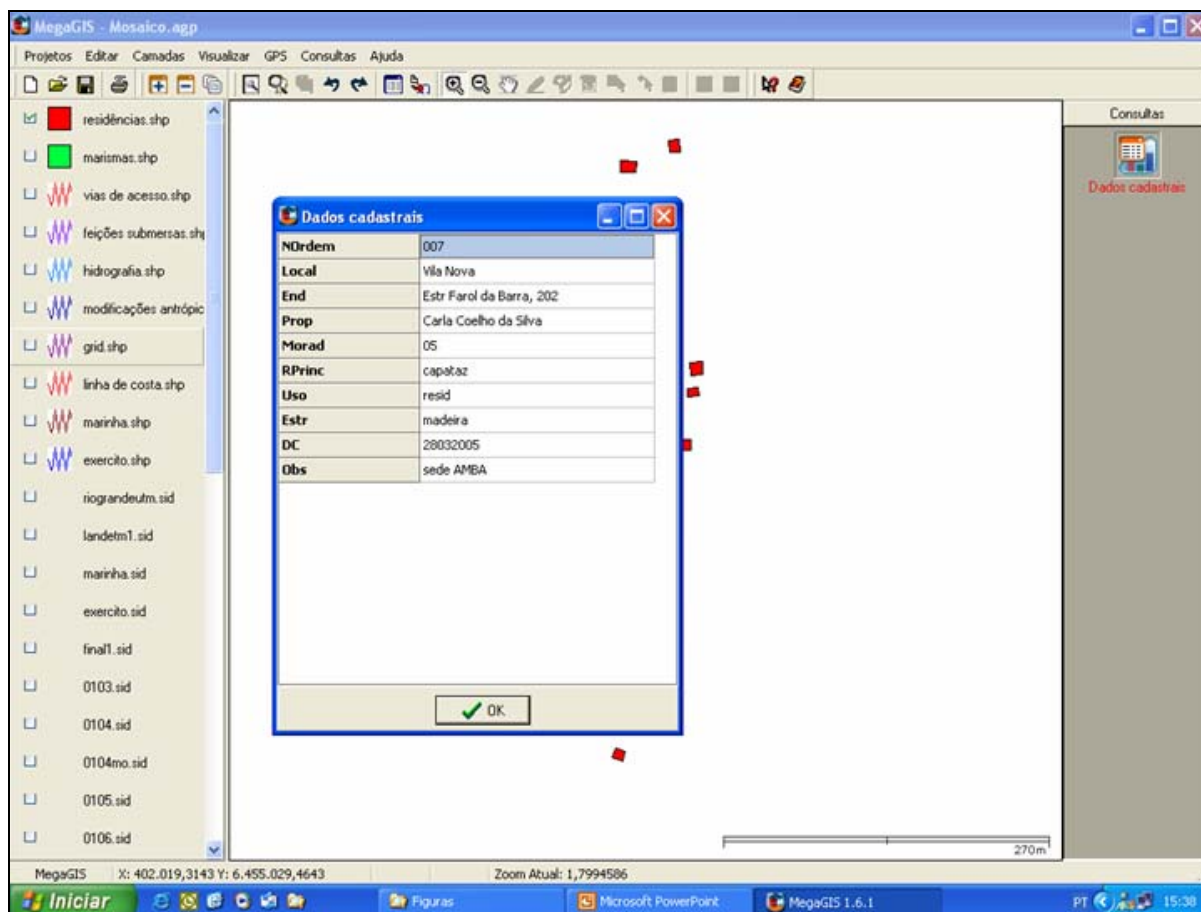 MegaGIS - Mosaico.agp
Projetos Editar Camadas Visualizar GPS Consultas Ajuda
residências.shp
marismas.shp
vias de acesso.shp
feições submersas.shp
hidrografia.shp
modificações antrópic
grid.shp
linha de costa.shp
marinha.shp
exercito.shp
riograndeutm.sid
landetm1.sid
marinha.sid
exercito.sid
final1.sid
0103.sid
0104.sid
0104mo.sid
0105.sid
0106.sid
Dados cadastrais
NOrdem 007
Local Vila Nova
End Estr Farol da Barra, 202
Prop Carla Coelho da Silva
Morad 05
RPrinc capataz
Uso resid
Estr madeira
DC 28032005
Obs sede AMBA
OK
270m
Consultas
Dados cadastrais
MegaGIS X: 402.019,3143 Y: 6.455.029,4643 Zoom Atual: 1,7994586
Iniciar Figuras Microsoft PowerPoint MegaGIS 1.6.1 PT 15:38